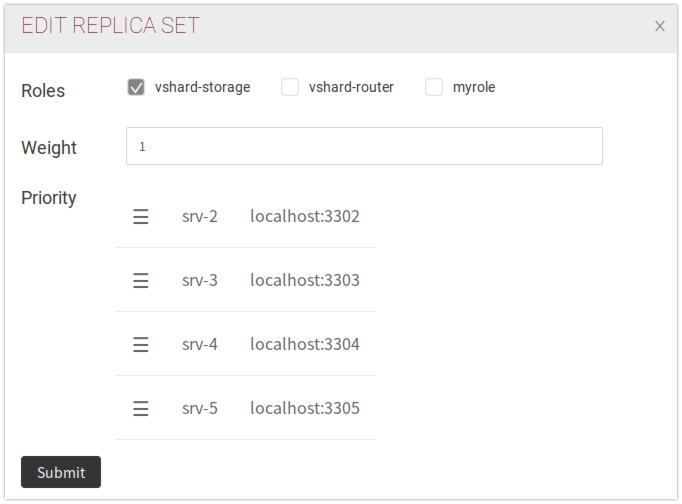 EDIT REPLICA SET
Roles vshard-storage vshard-router myrole
Weight 1
Priority
srv-2 localhost:3302
srv-3 localhost:3303
srv-4 localhost:3304
srv-5 localhost:3305
Submit